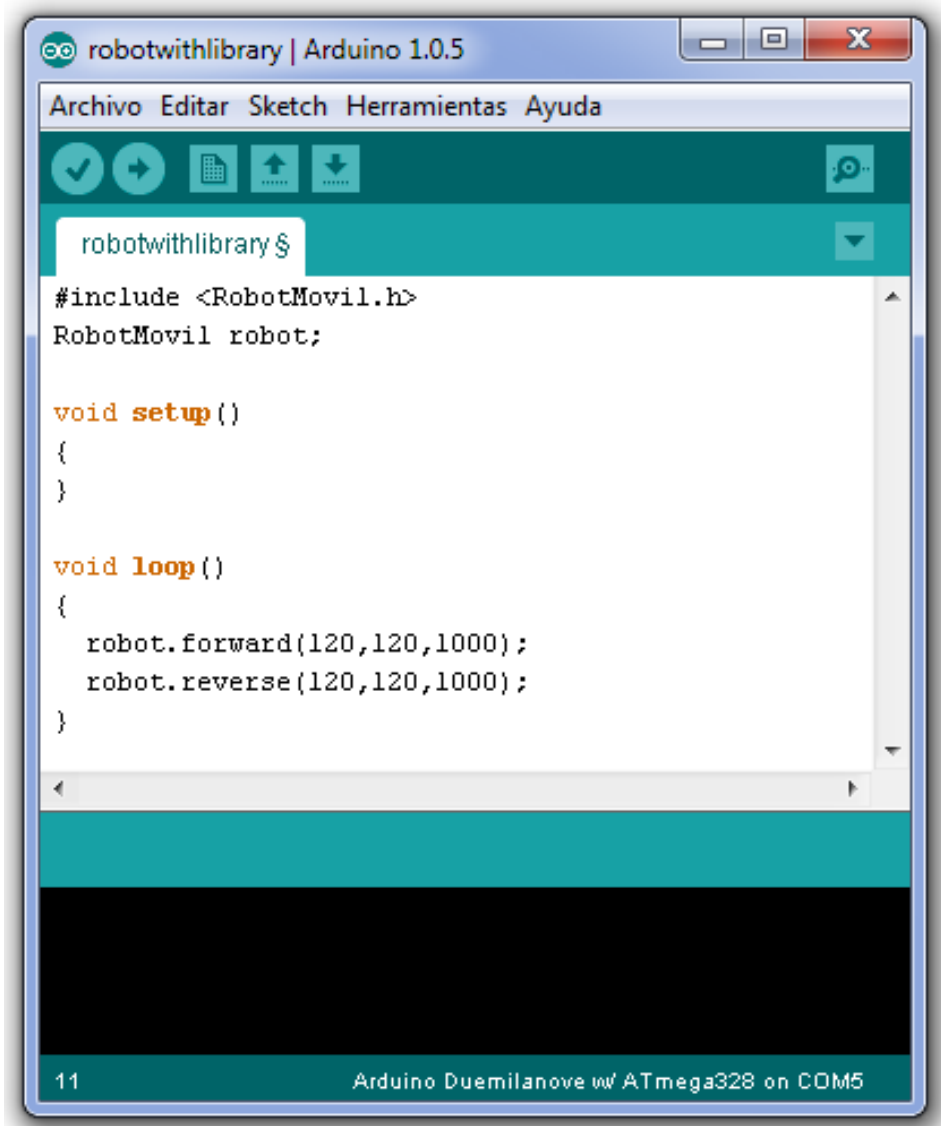 robotwithlibrary | Arduino 1.0.5
Archivo Editar Sketch Herramientas Ayuda
robotwithlibrary §
#include <RobotMovil.h>
RobotMovil robot;
void setup()
{
}
void loop()
{
  robot.forward(120,120,1000);
  robot.reverse(120,120,1000);
}
11 Arduino Duemilanove w/ ATmega328 on COM5